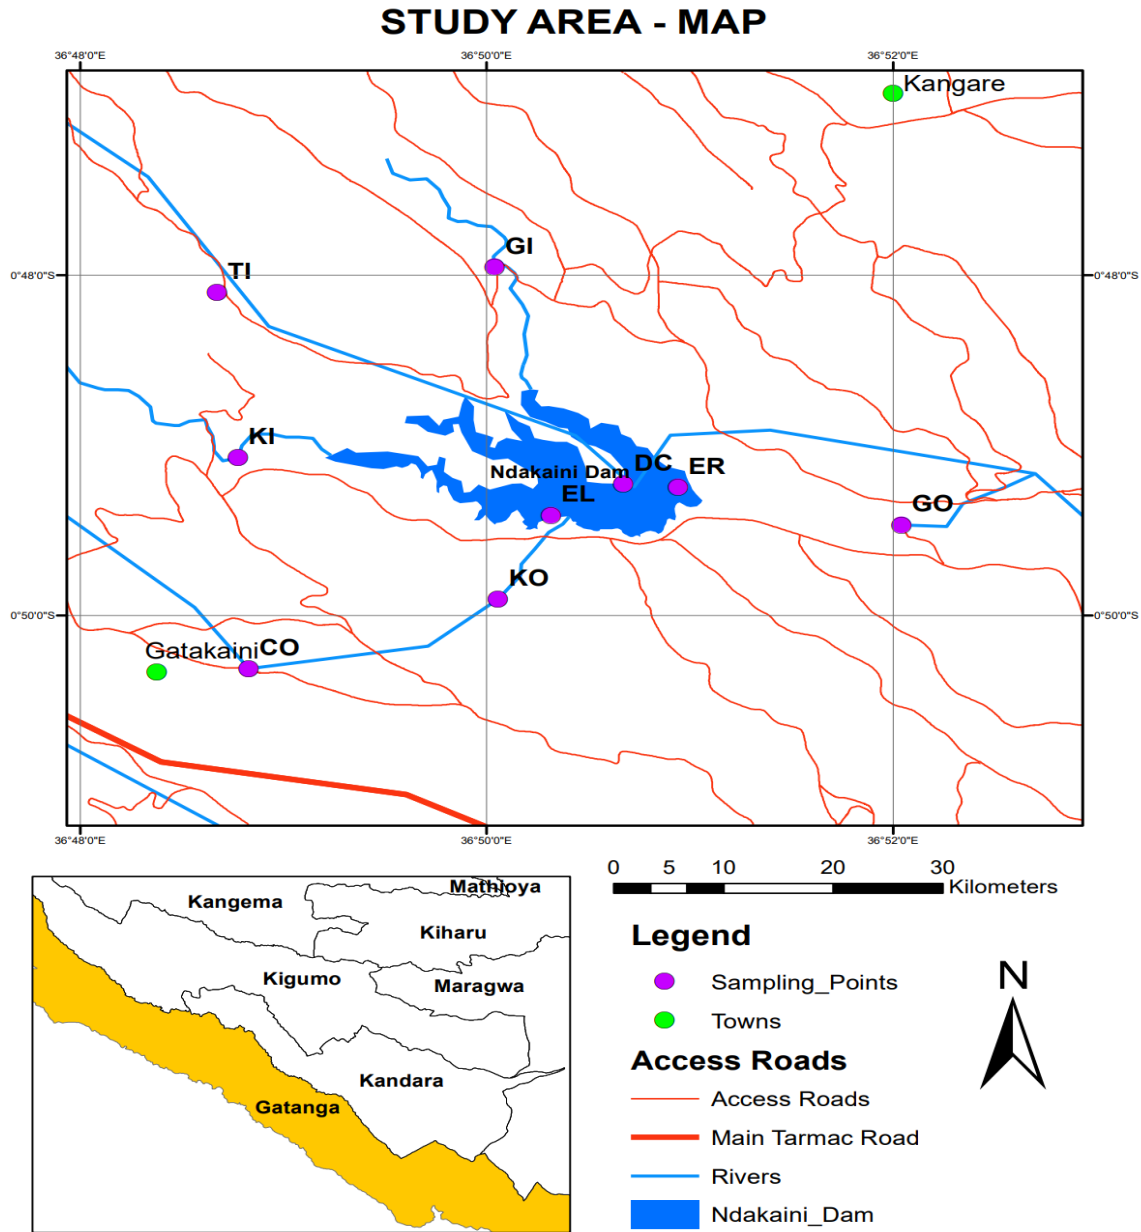 STUDY AREA - MAP
36°48'0"E
36°50'0"E
36°52'0"E
Kangare
GI
0°48'0"S
0°48'0"S
TI
KI
Ndakaini Dam
DC
ER
EL
GO
KO
0°50'0"S
0°50'0"S
Gatakaini
CO
36°48'0"E
36°50'0"E
36°52'0"E
0 5 10 20 30
Kilometers
Mathioya
Kangema
Kiharu
Kigumo
Maragwa
Kandara
Gatanga
Legend
Sampling_Points
Towns
N
Access Roads
Access Roads
Main Tarmac Road
Rivers
Ndakaini_Dam